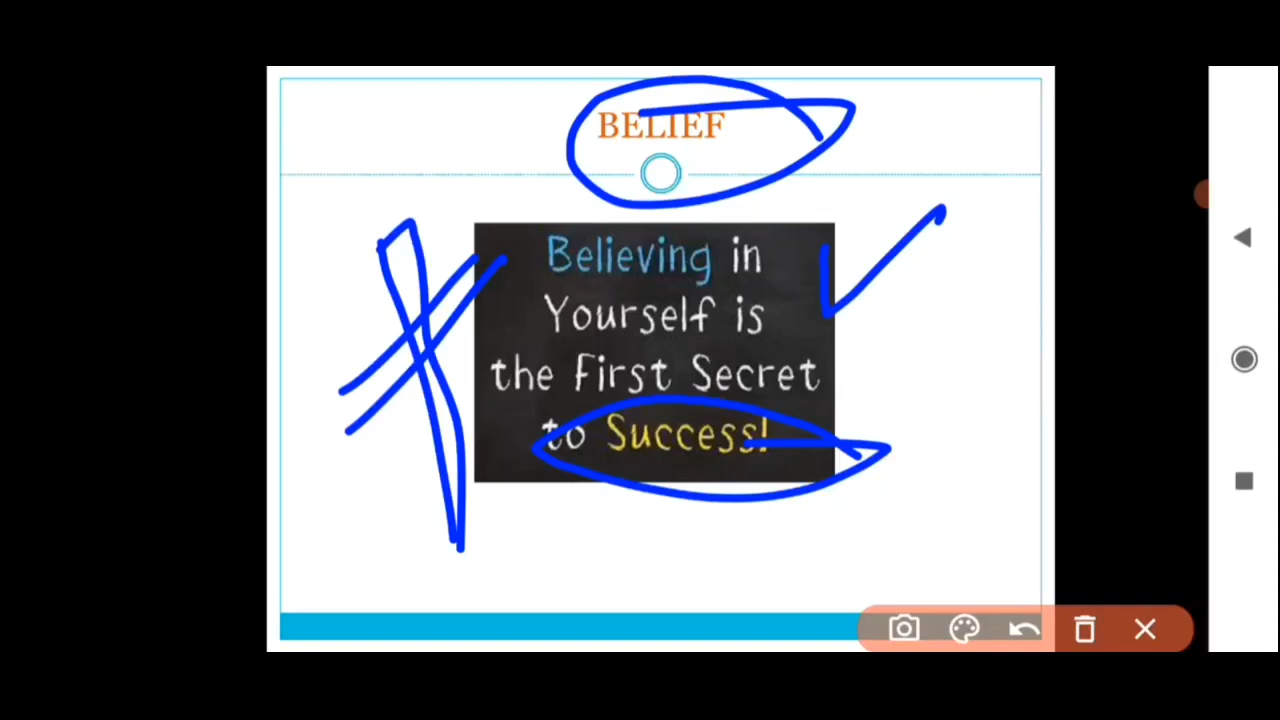 BELIEF
Believing in
Yourself is
the First Secret
to Success!